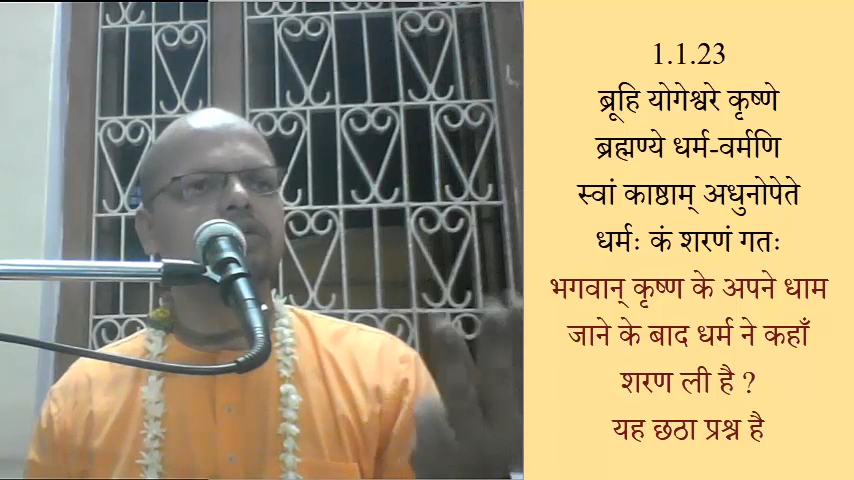 1.1.23
ब्रूहि योगेश्वरे कृष्णे
ब्रह्मण्ये धर्म-वर्मणि
स्वां काष्ठाम् अधुनोपेते
धर्मः कं शरणं गतः
भगवान् कृष्ण के अपने धाम
जाने के बाद धर्म ने कहाँ
शरण ली है ?
यह छठा प्रश्न है